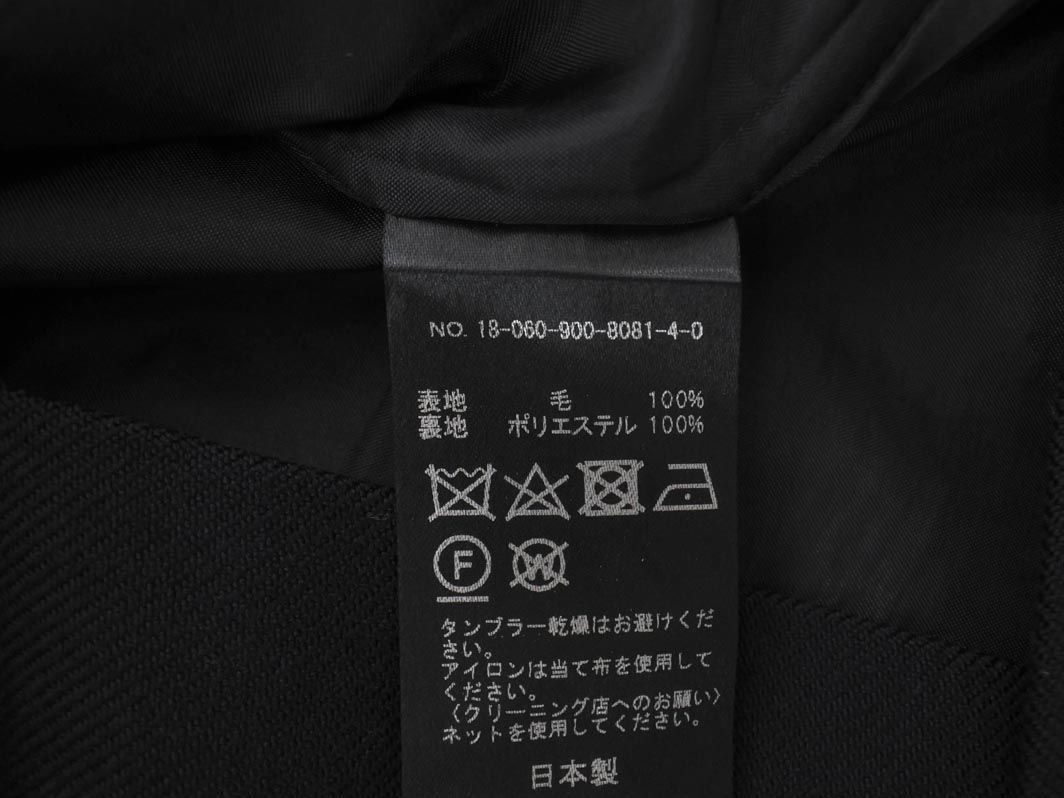 NO. 18-060-900-8081-4-0
表地 毛 100%
裏地 ポリエステル 100%
F W
タンブラー乾燥はお避けくだ
さい。
アイロンは当て布を使用して
ください。
〈クリーニング店へのお願い〉
ネットを使用してください。
日本製